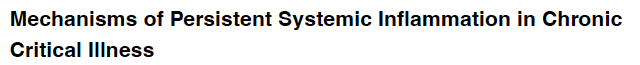 Mechanisms of Persistent Systemic Inflammation in Chronic
Critical Illness